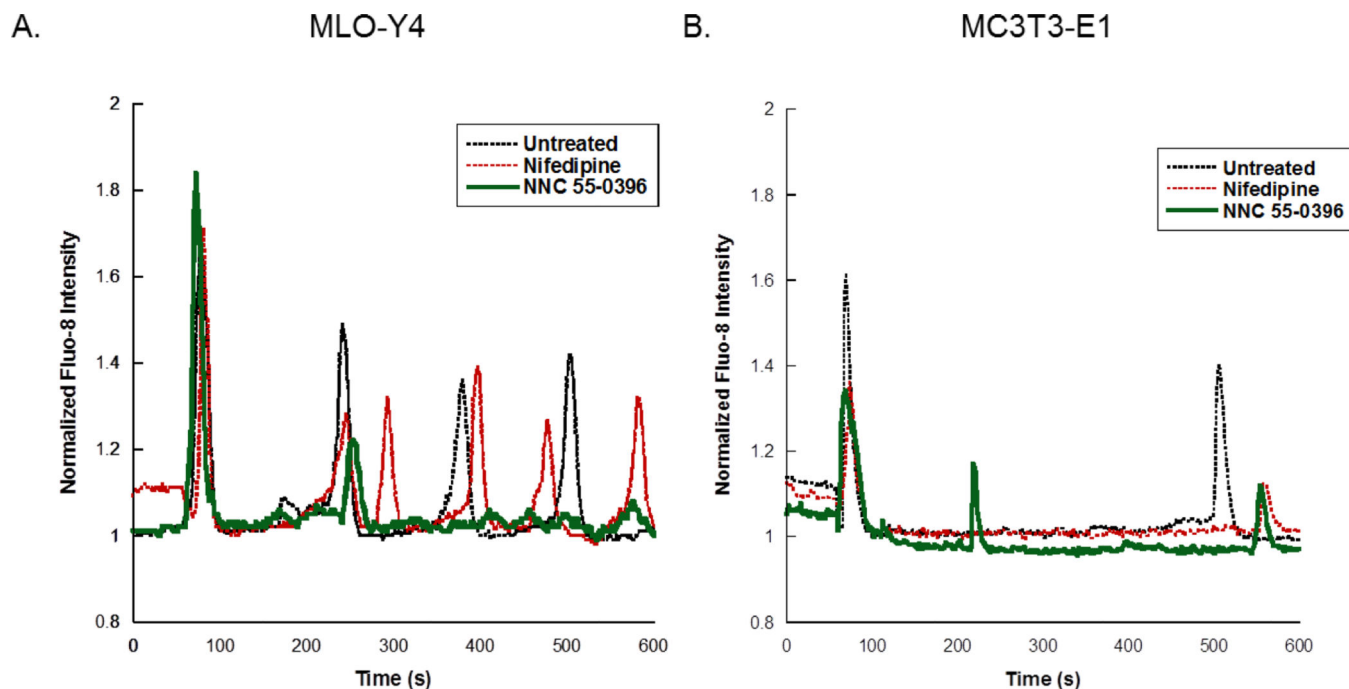 A.
MLO-Y4
B.
MC3T3-E1
2
1.8
1.6
1.4
1.2
1
0.8
Normalized Fluo-8 Intensity
Untreated
Nifedipine
NNC 55-0396
0
100
200
300
400
500
600
Time (s)
2
1.8
1.6
1.4
1.2
1
0.8
Normalized Fluo-8 Intensity
Untreated
Nifedipine
NNC 55-0396
0
100
200
300
400
500
600
Time (s)